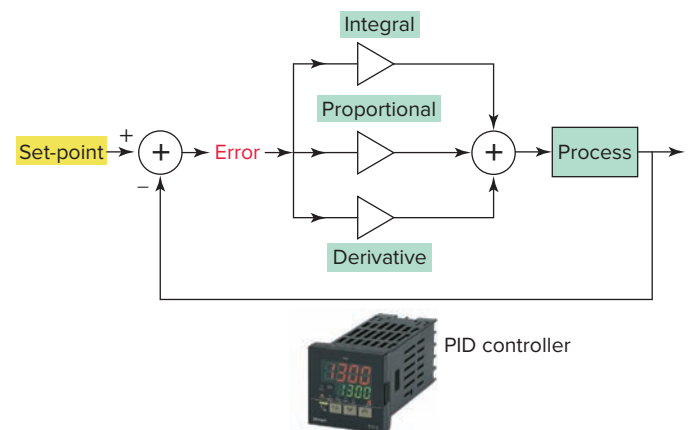 Integral
Proportional
+
Set-point
+
Error
+
Process
−
Derivative
PID controller
1300
1300